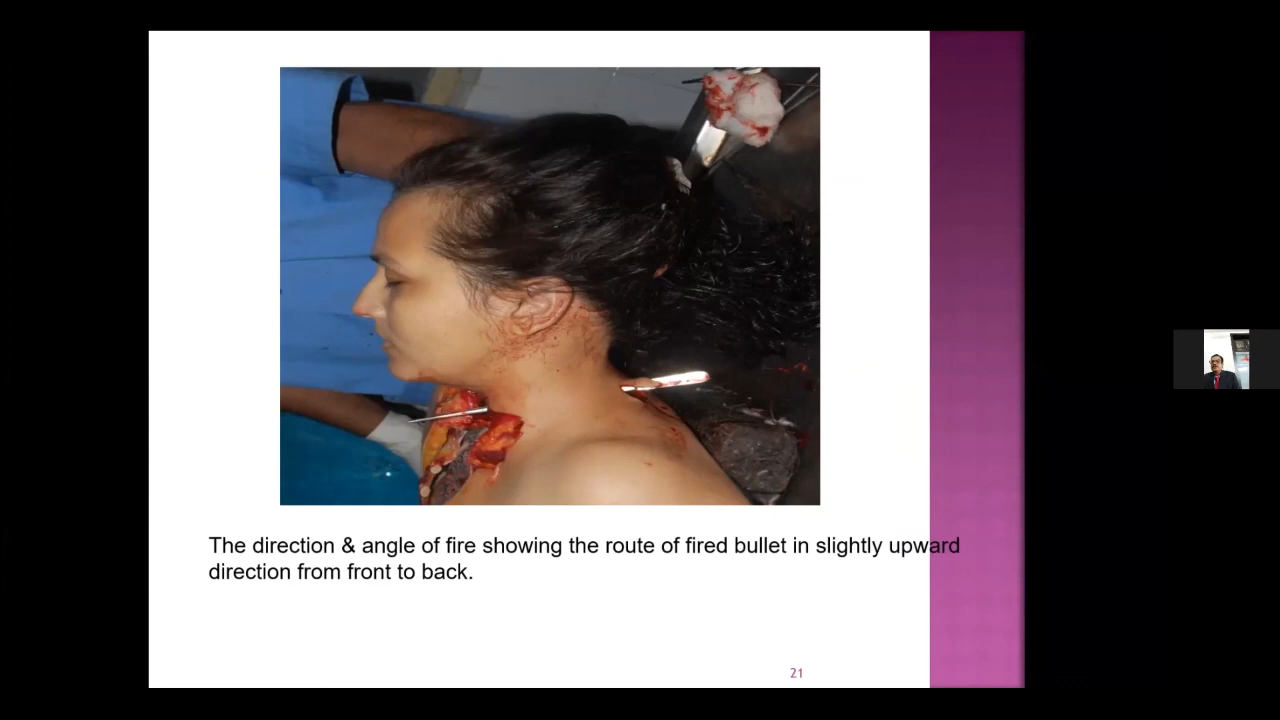 The direction & angle of fire showing the route of fired bullet in slightly upward
direction from front to back.
21